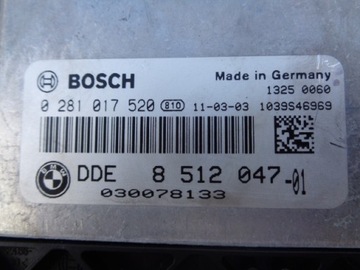 BOSCH
Made in Germany
1325 0060
0 281 017 520 810 11-03-03 1039S46969
BMW
DDE 8 512 047-01
030078133